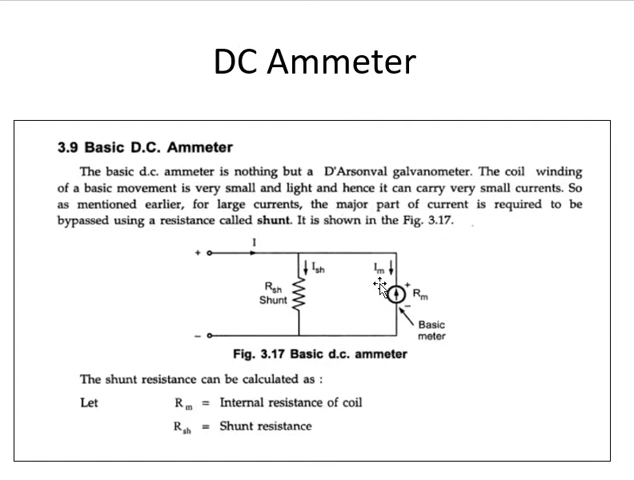 DC Ammeter
3.9 Basic D.C. Ammeter
The basic d.c. ammeter is nothing but a D'Arsonval galvanometer. The coil winding
of a basic movement is very small and light and hence it can carry very small currents. So
as mentioned earlier, for large currents, the major part of current is required to be
bypassed using a resistance called shunt. It is shown in the Fig. 3.17.
I
+
Ish
Im
Rsh
Shunt
+
Rm
−
Basic
meter
−
Fig. 3.17 Basic d.c. ammeter
The shunt resistance can be calculated as :
Let Rm = Internal resistance of coil
Rsh = Shunt resistance